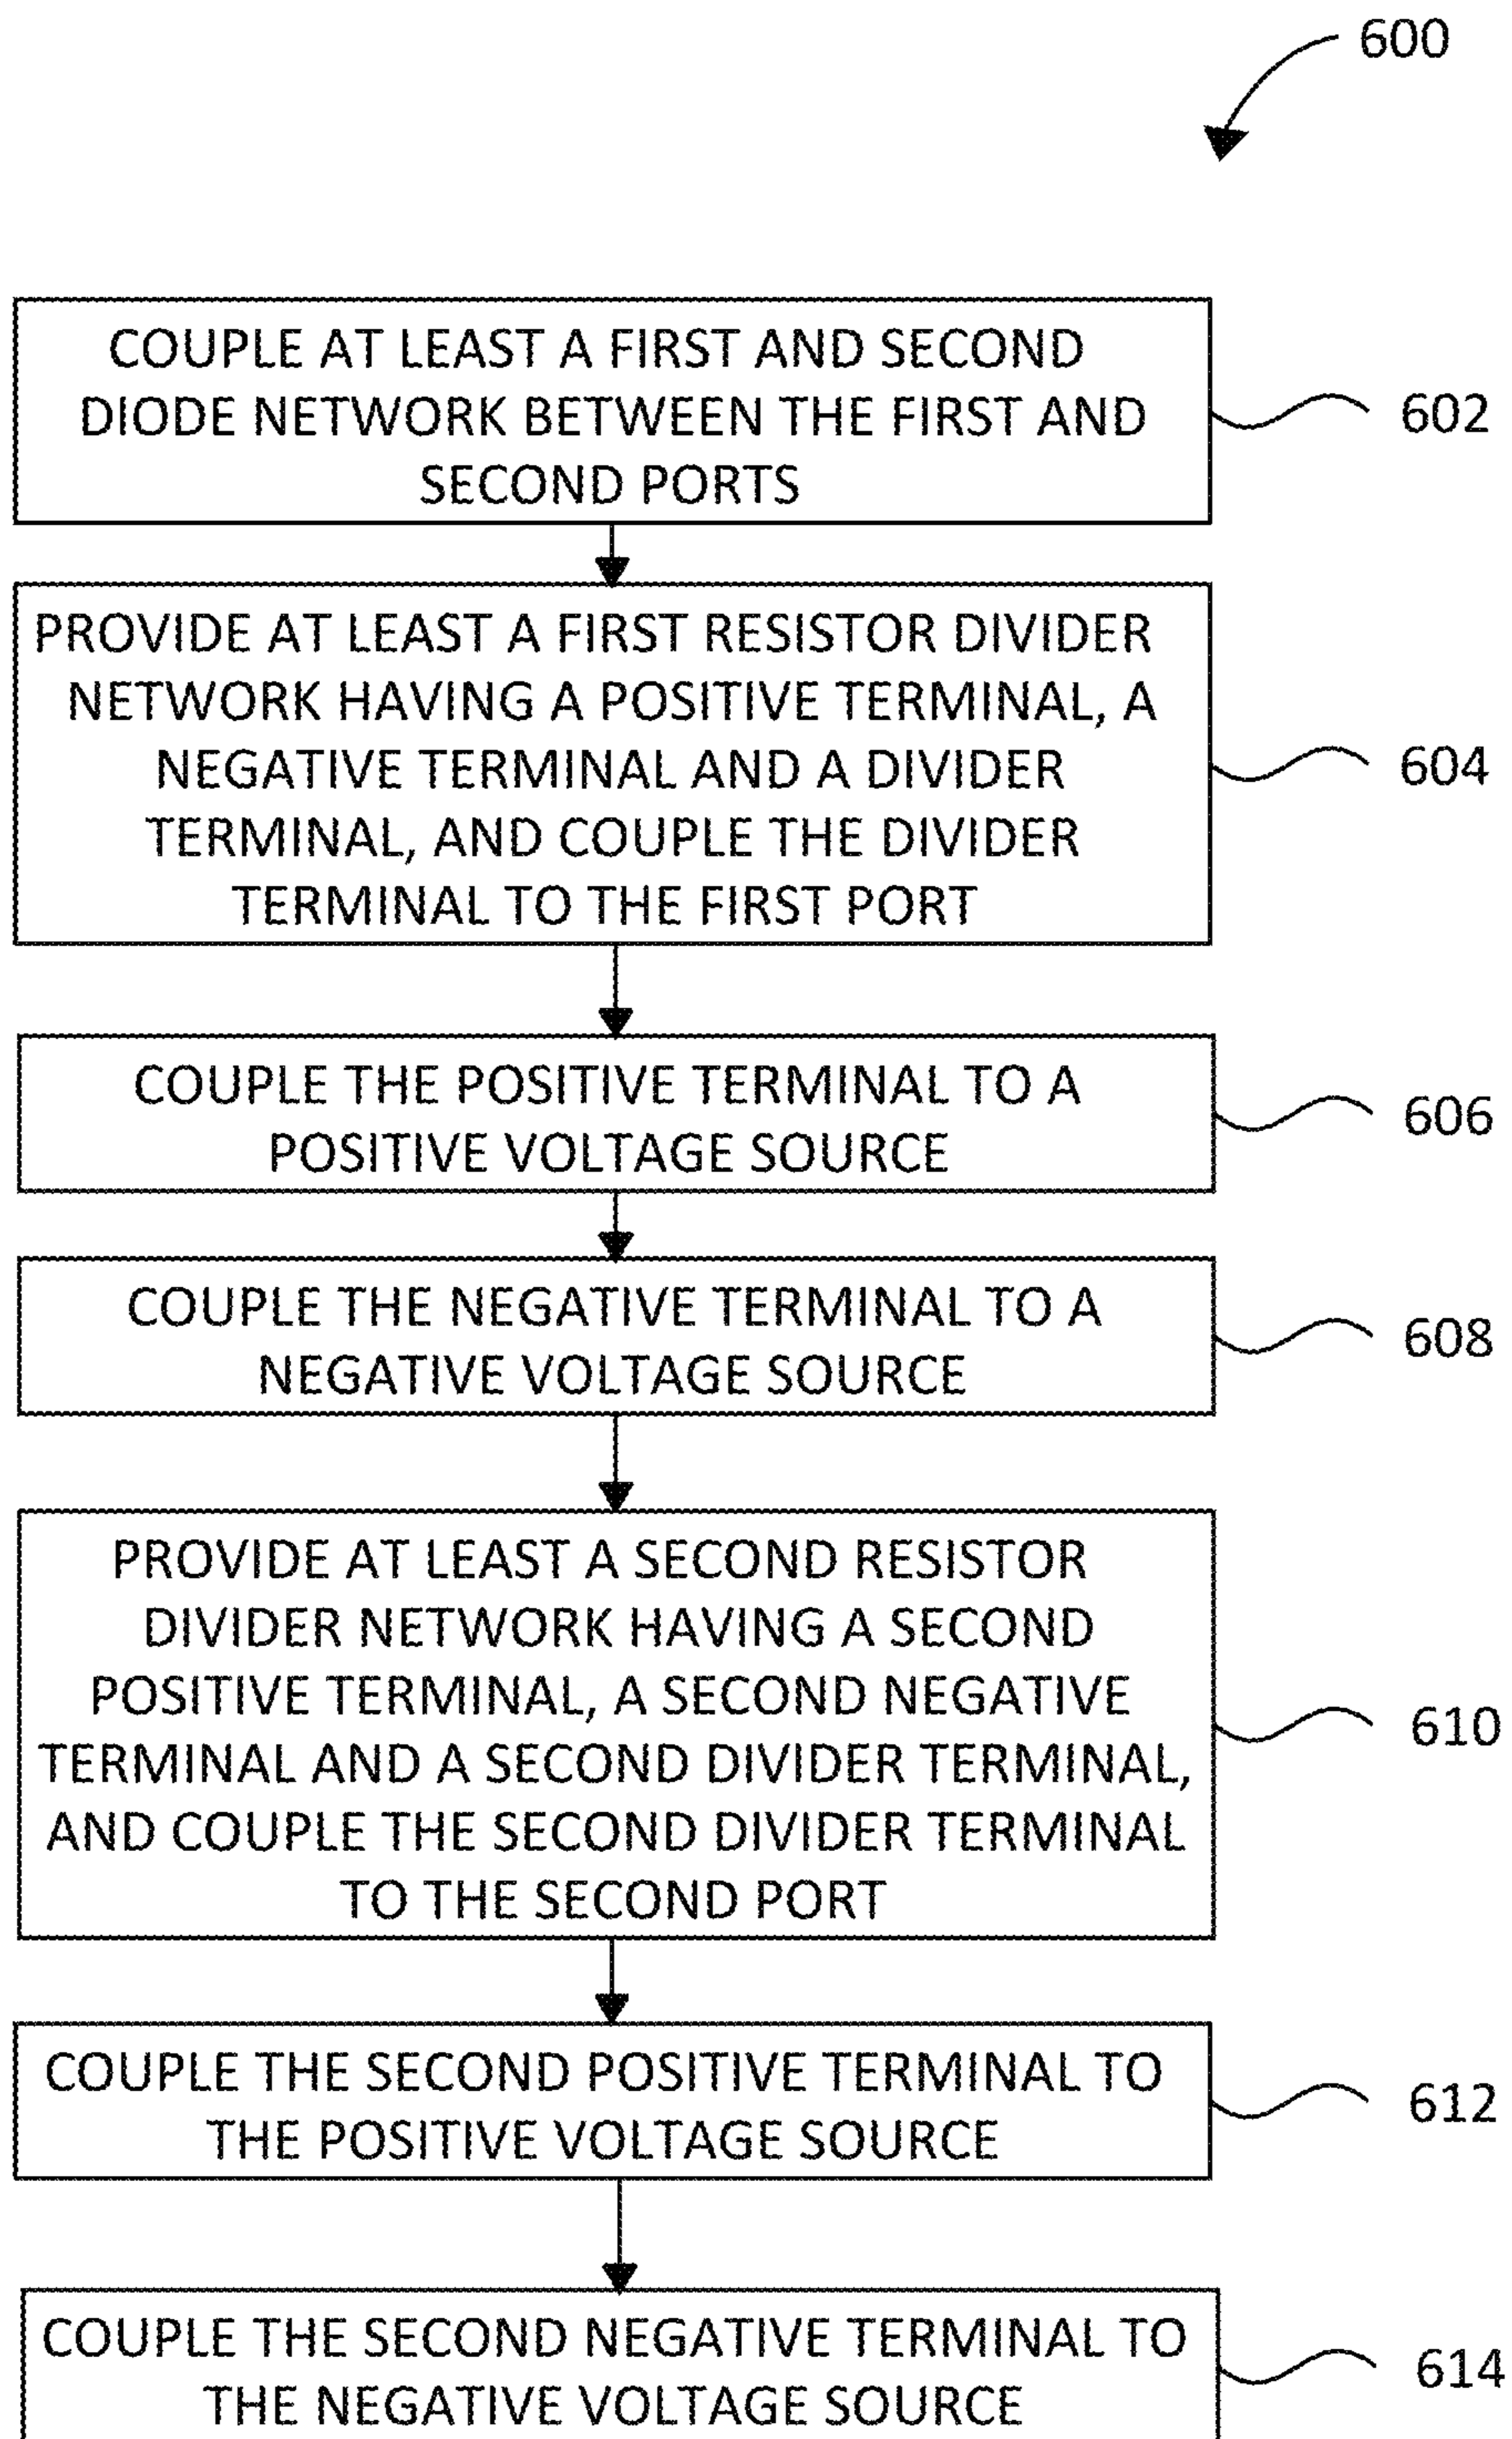 600
COUPLE AT LEAST A FIRST AND SECOND
DIODE NETWORK BETWEEN THE FIRST AND
SECOND PORTS
602
PROVIDE AT LEAST A FIRST RESISTOR DIVIDER
NETWORK HAVING A POSITIVE TERMINAL, A
NEGATIVE TERMINAL AND A DIVIDER
TERMINAL, AND COUPLE THE DIVIDER
TERMINAL TO THE FIRST PORT
604
COUPLE THE POSITIVE TERMINAL TO A
POSITIVE VOLTAGE SOURCE
606
COUPLE THE NEGATIVE TERMINAL TO A
NEGATIVE VOLTAGE SOURCE
608
PROVIDE AT LEAST A SECOND RESISTOR
DIVIDER NETWORK HAVING A SECOND
POSITIVE TERMINAL, A SECOND NEGATIVE
TERMINAL AND A SECOND DIVIDER TERMINAL,
AND COUPLE THE SECOND DIVIDER TERMINAL
TO THE SECOND PORT
610
COUPLE THE SECOND POSITIVE TERMINAL TO
THE POSITIVE VOLTAGE SOURCE
612
COUPLE THE SECOND NEGATIVE TERMINAL TO
THE NEGATIVE VOLTAGE SOURCE
614